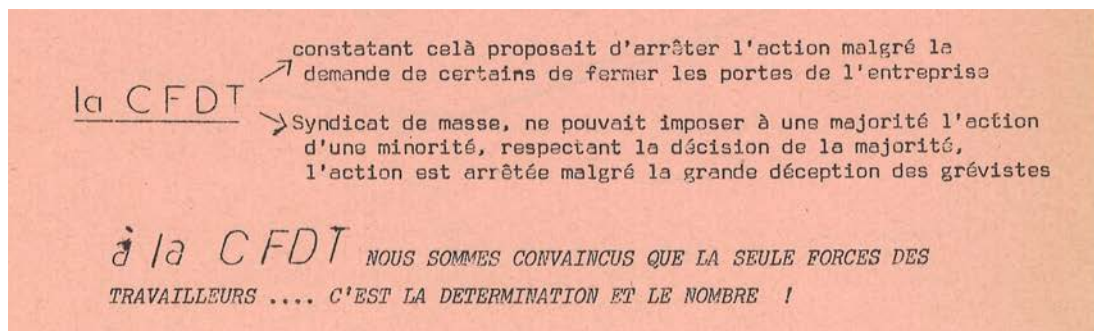 constatant celà proposait d'arrêter l'action malgré la
demande de certains de fermer les portes de l'entreprise
la CFDT
Syndicat de masse, ne pouvait imposer à une majorité l'action
d'une minorité, respectant la décision de la majorité,
l'action est arrêtée malgré la grande déception des grévistes
à la CFDT NOUS SOMMES CONVAINCUS QUE LA SEULE FORCES DES
TRAVAILLEURS .... C'EST LA DETERMINATION ET LE NOMBRE !